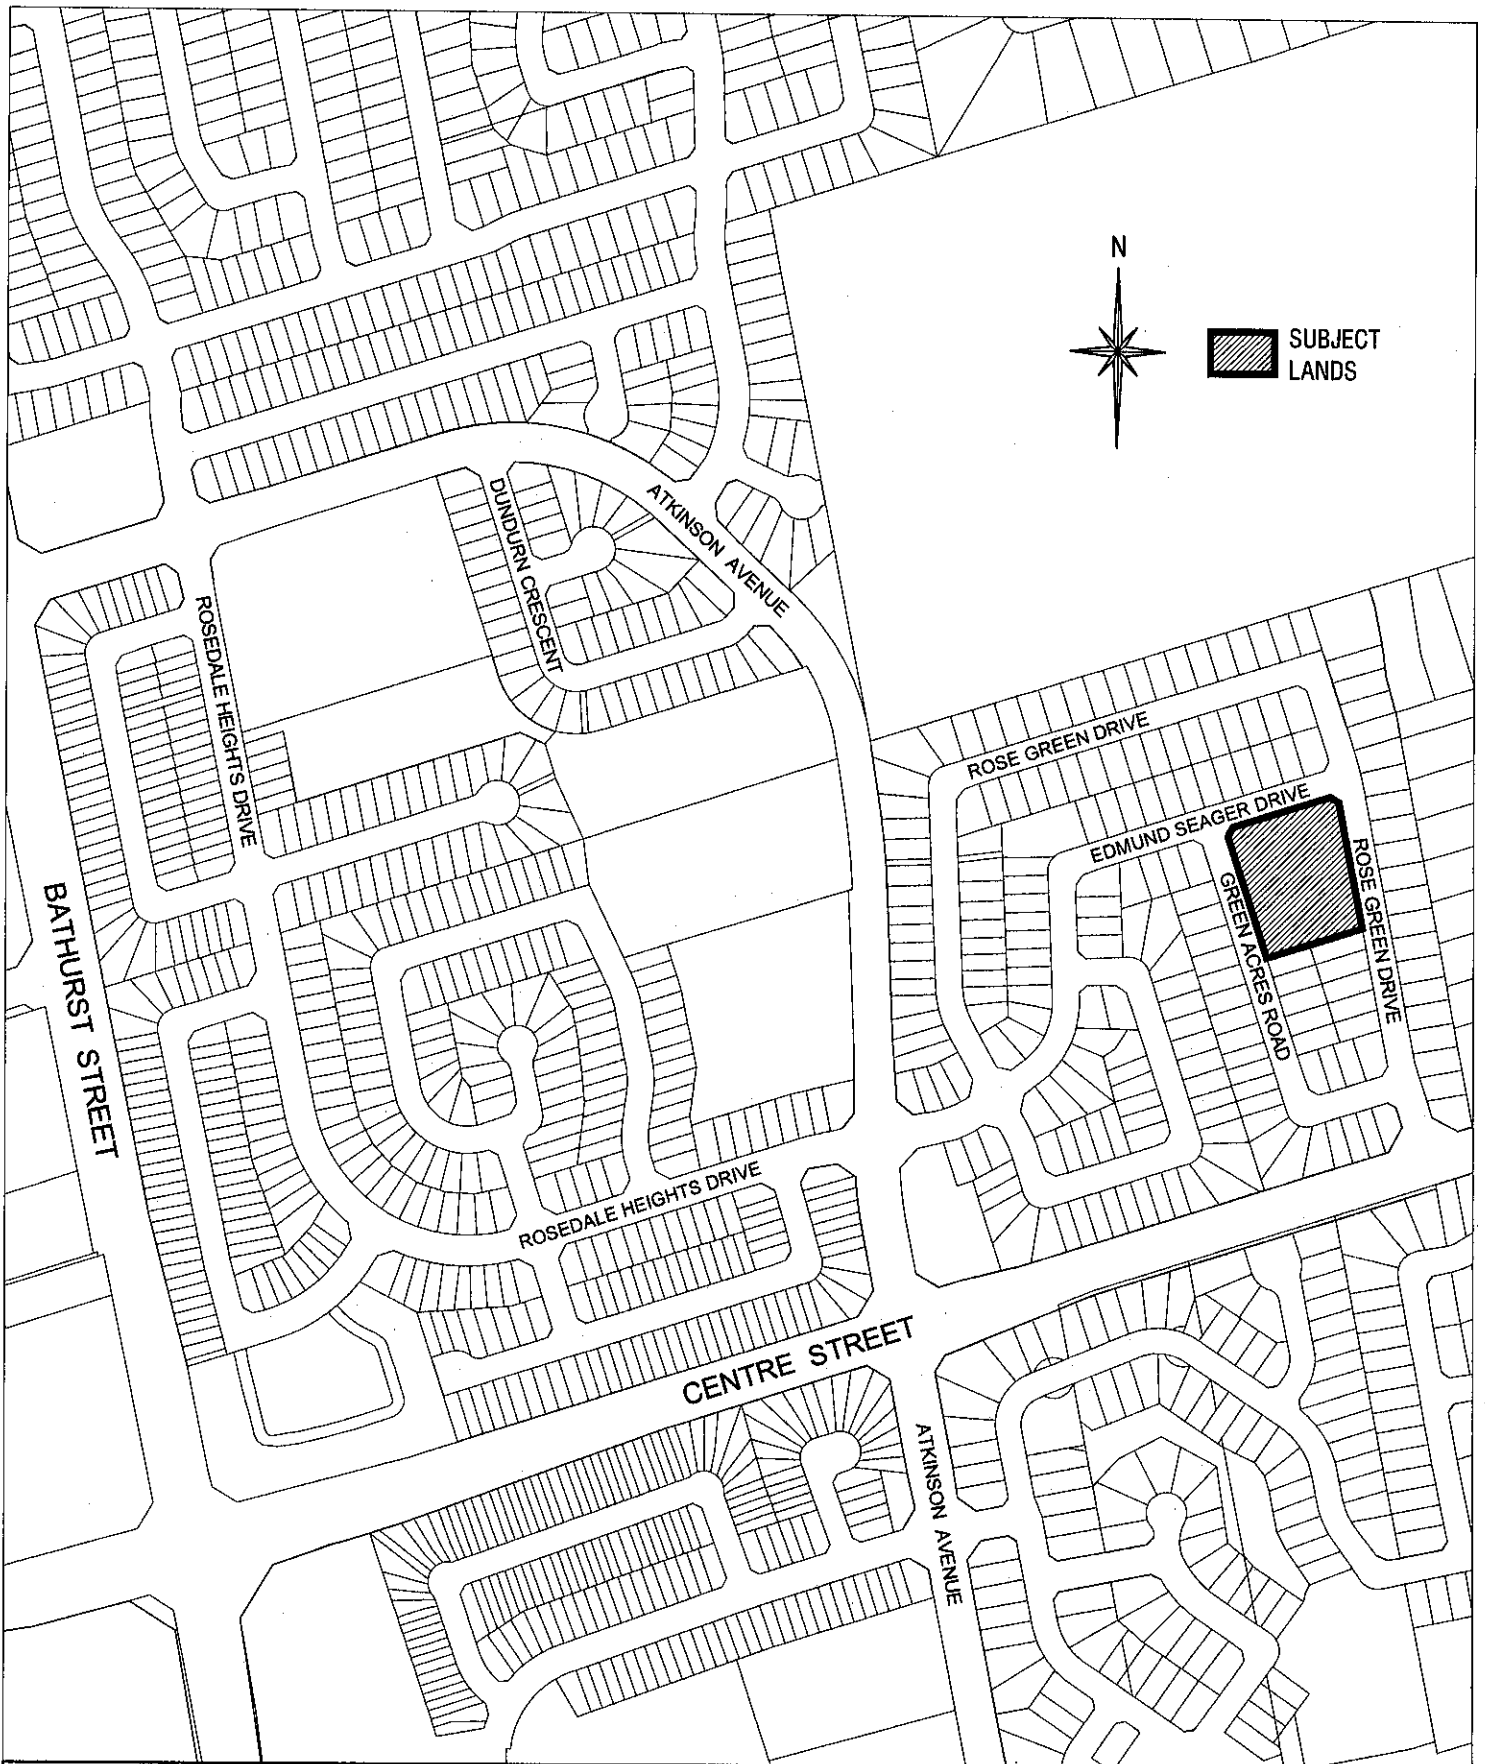 N
SUBJECT
LANDS
ATKINSON AVENUE
DUNDURN CRESCENT
ROSEDALE HEIGHTS DRIVE
ROSE GREEN DRIVE
EDMUND SEAGER DRIVE
GREEN ACRES ROAD
ROSE GREEN DRIVE
BATHURST STREET
ROSEDALE HEIGHTS DRIVE
CENTRE STREET
ATKINSON AVENUE